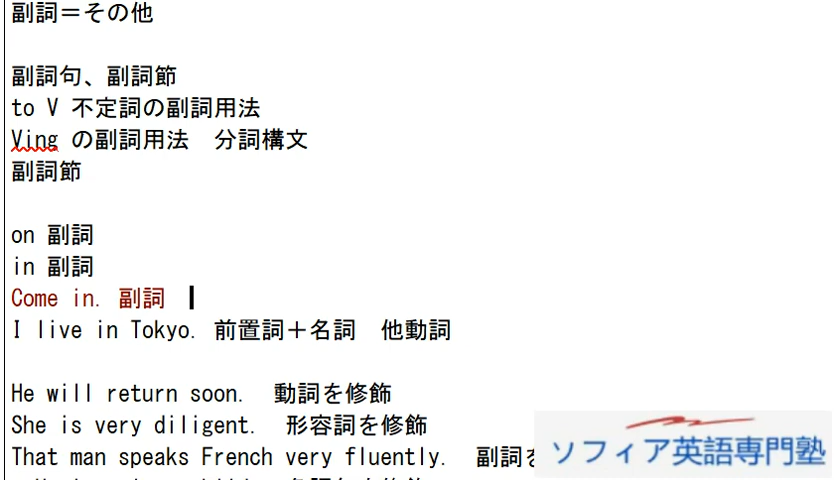 副詞＝その他
副詞句、副詞節
to V 不定詞の副詞用法
Ving の副詞用法　分詞構文
副詞節
on 副詞
in 副詞
Come in. 副詞
I live in Tokyo. 前置詞＋名詞　他動詞
He will return soon.　動詞を修飾
She is very diligent.　形容詞を修飾
That man speaks French very fluently.　副詞を
ソフィア英語専門塾